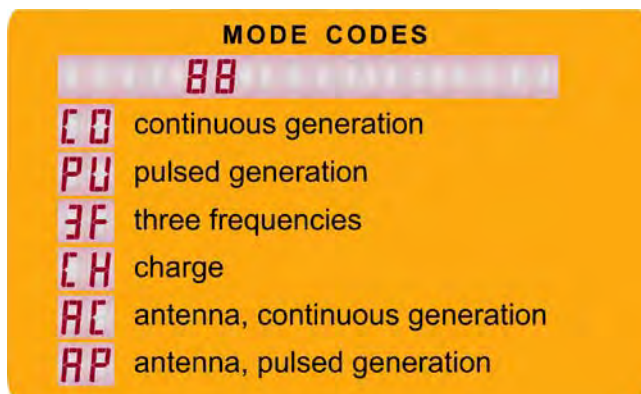 MODE CODES
88
CO continuous generation
PU pulsed generation
3F three frequencies
CH charge
AC antenna, continuous generation
AP antenna, pulsed generation